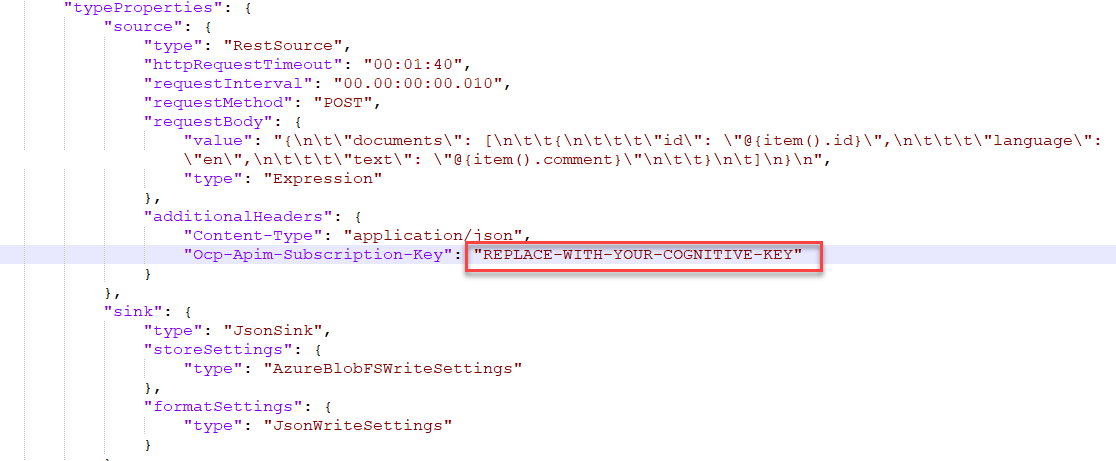 "typeProperties": {
"source": {
"type": "RestSource",
"httpRequestTimeout": "00:01:40",
"requestInterval": "00.00:00:00.010",
"requestMethod": "POST",
"requestBody": {
"value": "{\n\t\"documents\": [\n\t\t{\n\t\t\t\"id\": \"@{item().id}\",\n\t\t\t\"language\":
\"en\",\n\t\t\t\"text\": \"@{item().comment}\"\n\t\t}\n\t]\n}\n",
"type": "Expression"
},
"additionalHeaders": {
"Content-Type": "application/json",
"Ocp-Apim-Subscription-Key": "REPLACE-WITH-YOUR-COGNITIVE-KEY"
}
},
"sink": {
"type": "JsonSink",
"storeSettings": {
"type": "AzureBlobFSWriteSettings"
},
"formatSettings": {
"type": "JsonWriteSettings"
}